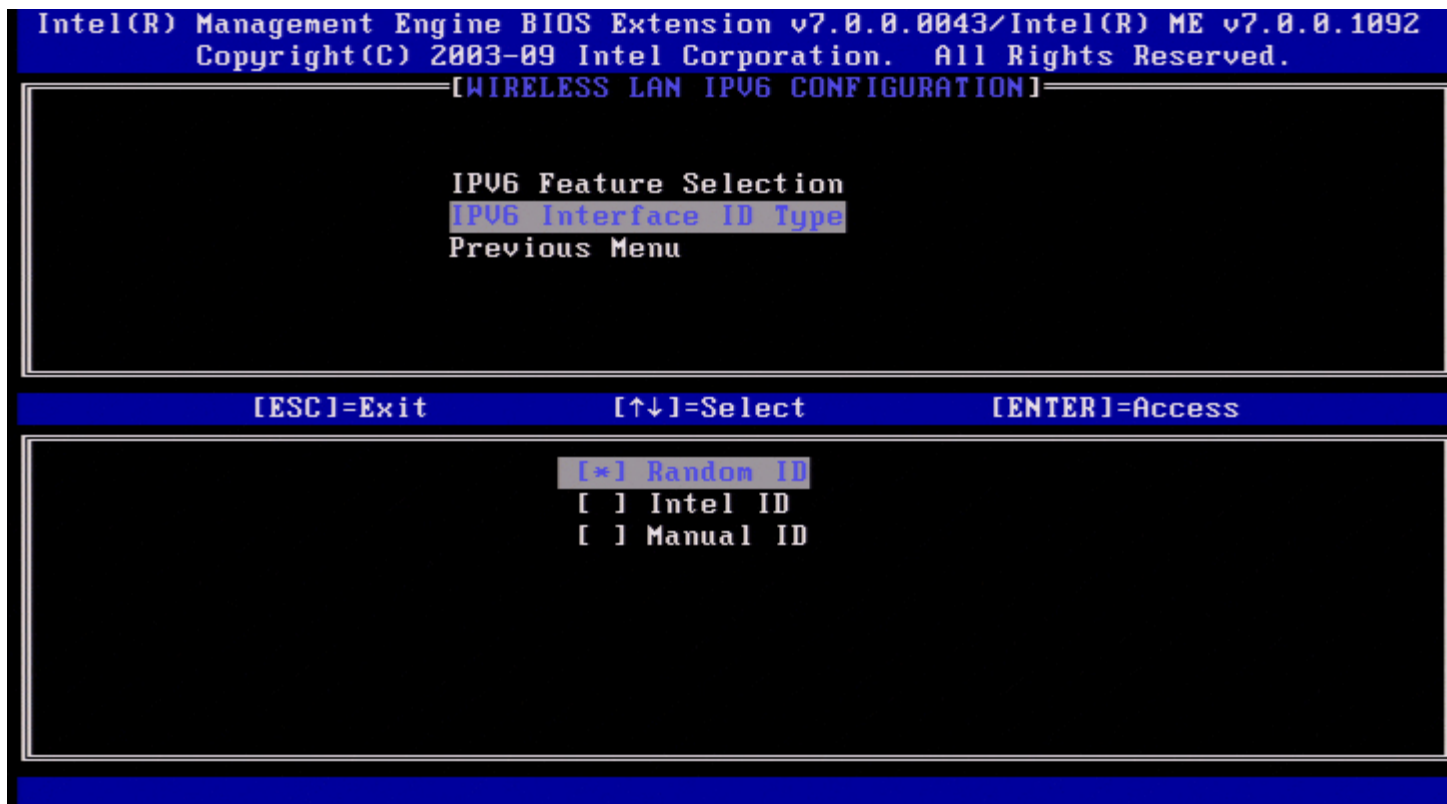 Intel(R) Management Engine BIOS Extension v7.0.0.0043/Intel(R) ME v7.0.0.1092
Copyright(C) 2003-09 Intel Corporation. All Rights Reserved.
[WIRELESS LAN IPV6 CONFIGURATION]
IPV6 Feature Selection
IPV6 Interface ID Type
Previous Menu
[ESC]=Exit [↑↓]=Select [ENTER]=Access
[*] Random ID
[ ] Intel ID
[ ] Manual ID